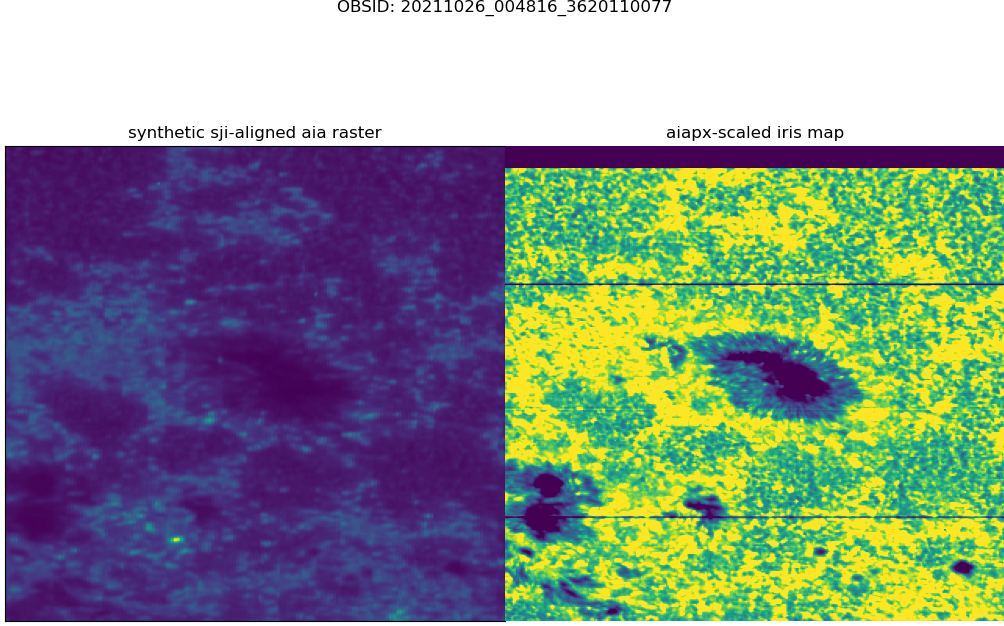 OBSID: 20211026_004816_3620110077
synthetic sji-aligned aia raster
aiapx-scaled iris map